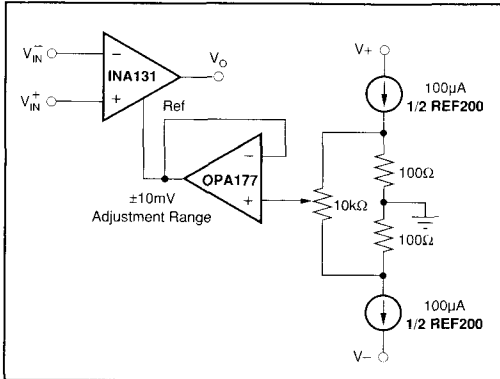 V−IN
INA131
VO
V+IN
Ref
V+
100μA
1/2 REF200
−
+
−
+
OPA177
±10mV
Adjustment Range
10kΩ
100Ω
100Ω
100μA
1/2 REF200
V−